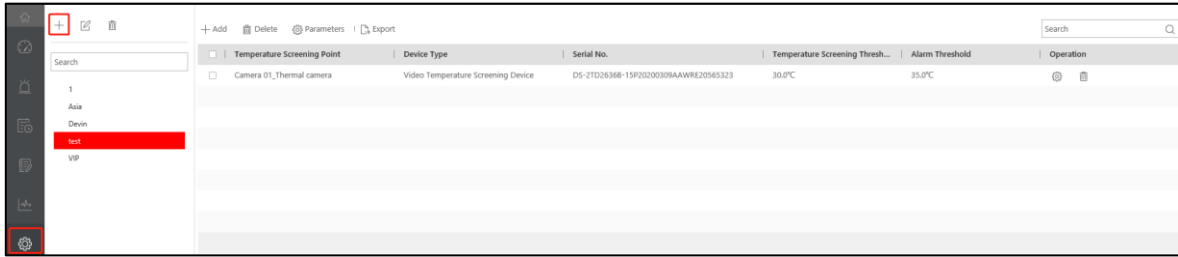 Add Delete Parameters Export Search
Temperature Screening Point Device Type Serial No. Temperature Screening Thresh... Alarm Threshold Operation
Search
Camera 01_Thermal camera Video Temperature Screening Device DS-2TD2636B-15P20200309AAWRE20565323 30.0℃ 35.0℃
1
Asia
Devin
test
VIP